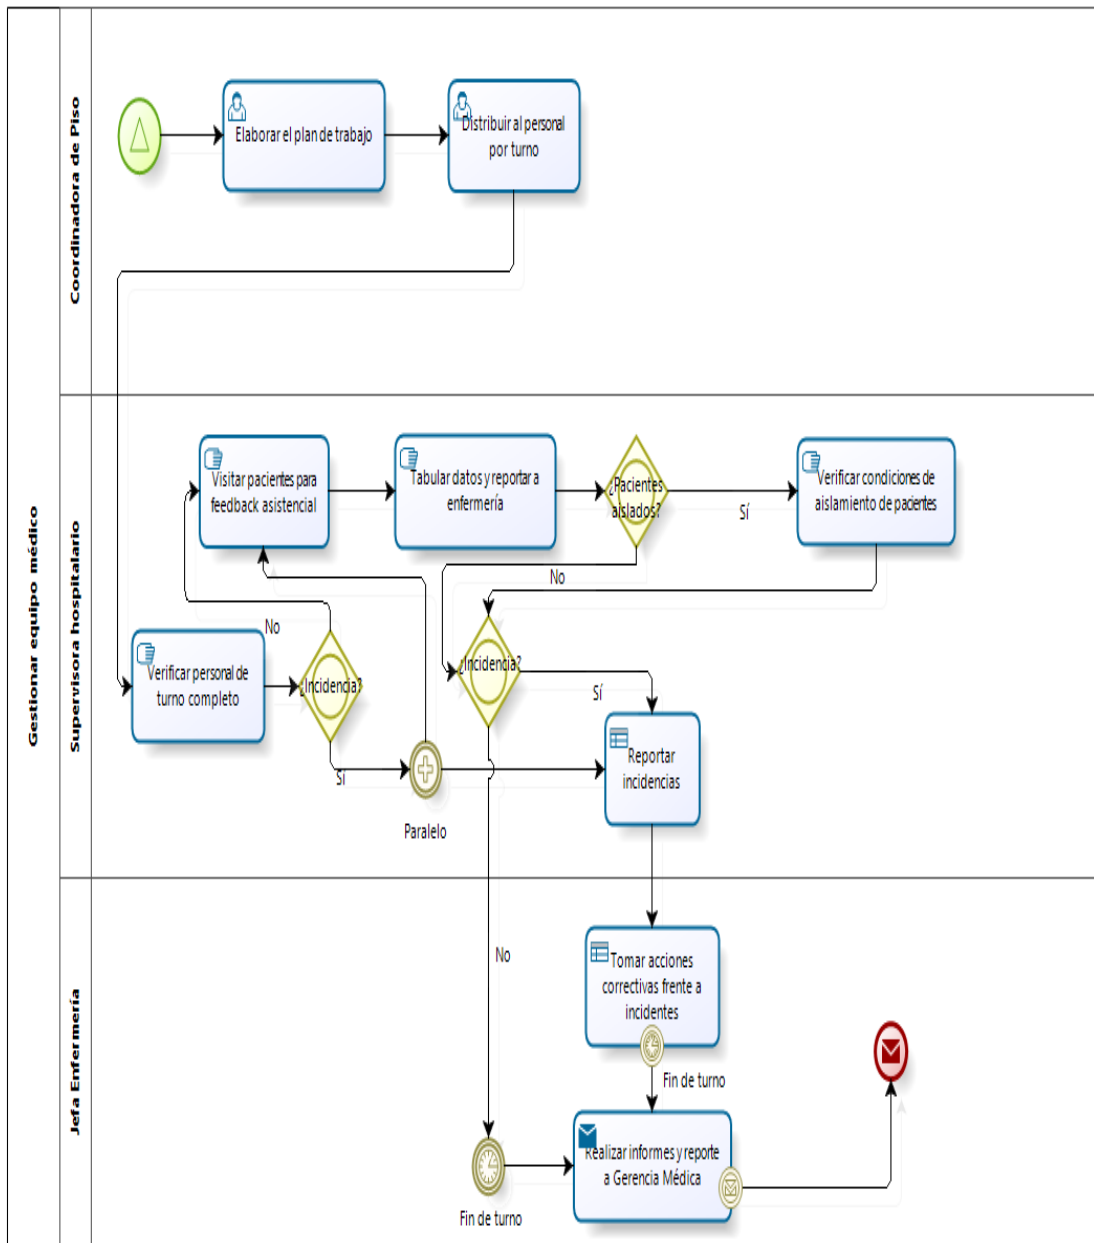 Gestionar equipo médico
Coordinadora de Piso
Elaborar el plan de trabajo
Distribuir al personal
por turno
Supervisora hospitalario
Visitar pacientes para
feedback asistencial
Tabular datos y reportar a
enfermería
¿Pacientes
aislados?
Sí
Verificar condiciones de
aislamiento de pacientes
No
No
Verificar personal de
turno completo
¿Incidencia?
Sí
Paralelo
¿Incidencia?
Sí
Reportar
incidencias
No
Jefa Enfermería
Tomar acciones
correctivas frente a
incidentes
Fin de turno
Realizar informes y reporte
a Gerencia Médica
Fin de turno